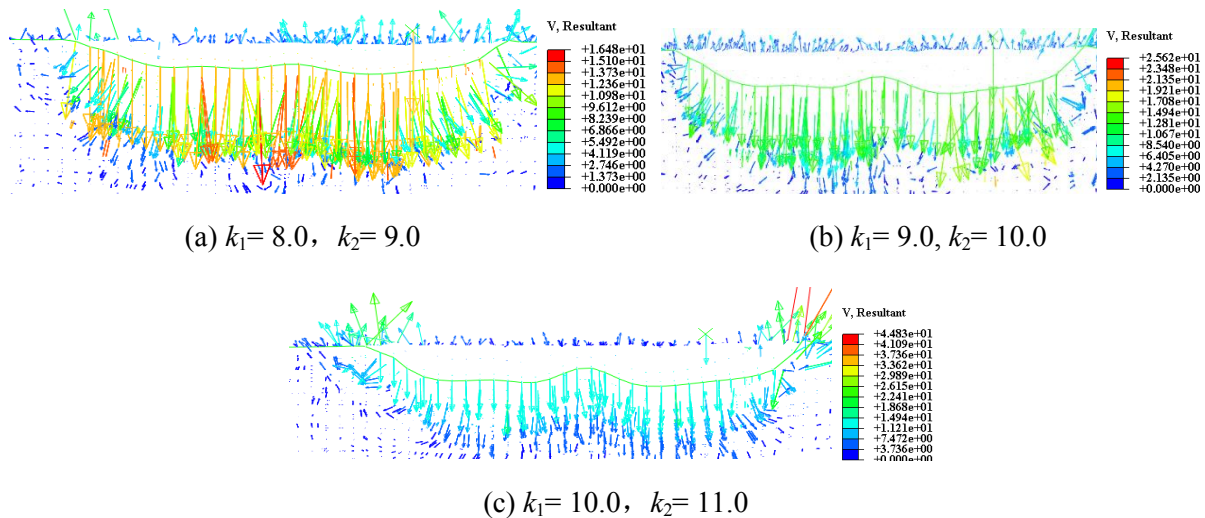 V, Resultant
+1.648e+01
+1.510e+01
+1.373e+01
+1.236e+01
+1.098e+01
+9.612e+00
+8.239e+00
+6.866e+00
+5.492e+00
+4.119e+00
+2.746e+00
+1.373e+00
+0.000e+00
V, Resultant
+2.562e+01
+2.348e+01
+2.135e+01
+1.921e+01
+1.708e+01
+1.494e+01
+1.281e+01
+1.067e+01
+8.540e+00
+6.405e+00
+4.270e+00
+2.135e+00
+0.000e+00
(a) k₁= 8.0, k₂= 9.0
(b) k₁= 9.0, k₂= 10.0
V, Resultant
+4.483e+01
+4.109e+01
+3.736e+01
+3.362e+01
+2.989e+01
+2.615e+01
+2.241e+01
+1.868e+01
+1.494e+01
+1.121e+01
+7.472e+00
+3.736e+00
+0.000e+00
(c) k₁= 10.0, k₂= 11.0